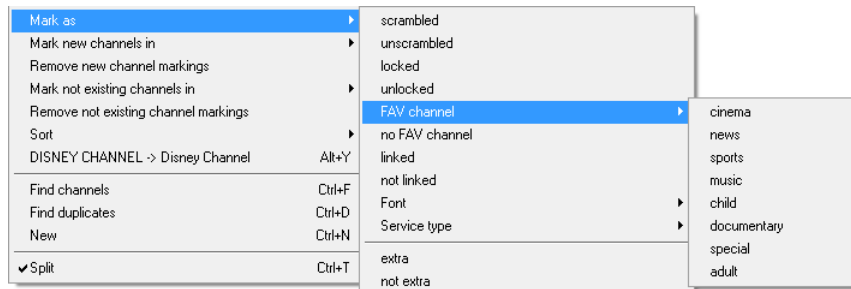 Mark as
Mark new channels in
Remove new channel markings
Mark not existing channels in
Remove not existing channel markings
Sort
DISNEY CHANNEL -> Disney Channel Alt+Y
Find channels Ctrl+F
Find duplicates Ctrl+D
New Ctrl+N
Split Ctrl+T
scrambled
unscrambled
locked
unlocked
FAV channel
no FAV channel
linked
not linked
Font
Service type
extra
not extra
cinema
news
sports
music
child
documentary
special
adult